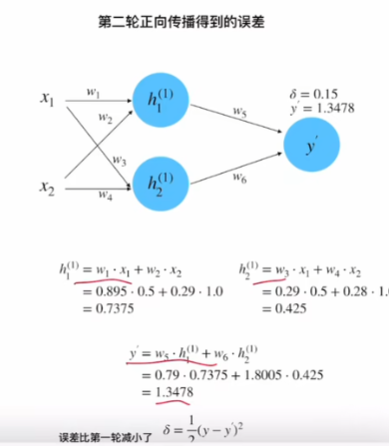 第二轮正向传播得到的误差
δ = 0.15
y′ = 1.3478
x₁ w₁ h₁⁽¹⁾
w₂ w₅
y′
w₃
x₂ w₄ h₂⁽¹⁾ w₆
h₁⁽¹⁾ = w₁ · x₁ + w₂ · x₂
= 0.895 · 0.5 + 0.29 · 1.0
= 0.7375
h₂⁽¹⁾ = w₃ · x₁ + w₄ · x₂
= 0.29 · 0.5 + 0.28 · 1.
= 0.425
y′ = w₅ · h₁⁽¹⁾ + w₆ · h₂⁽¹⁾
= 0.79 · 0.7375 + 1.8005 · 0.425
= 1.3478
误差比第一轮减小了 δ = 1/2(y − y′)²